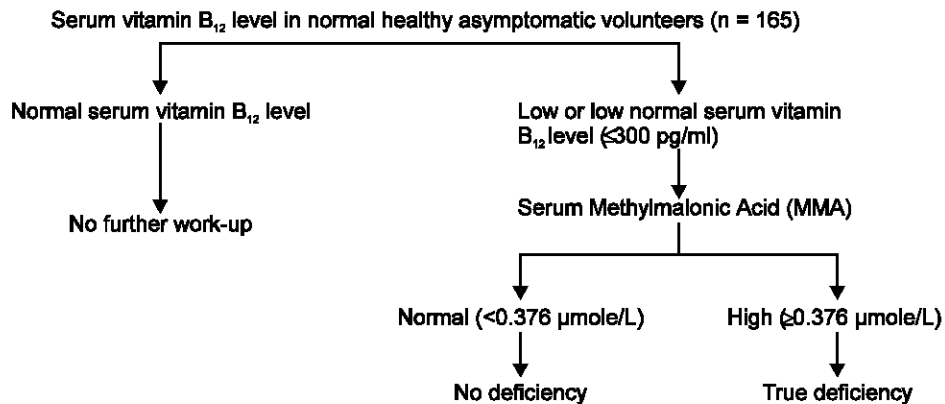 Serum vitamin B₁₂ level in normal healthy asymptomatic volunteers (n = 165)
Normal serum vitamin B₁₂ level
Low or low normal serum vitamin
B₁₂ level (≤300 pg/ml)
No further work-up
Serum Methylmalonic Acid (MMA)
Normal (<0.376 µmole/L)
High (≥0.376 µmole/L)
No deficiency
True deficiency